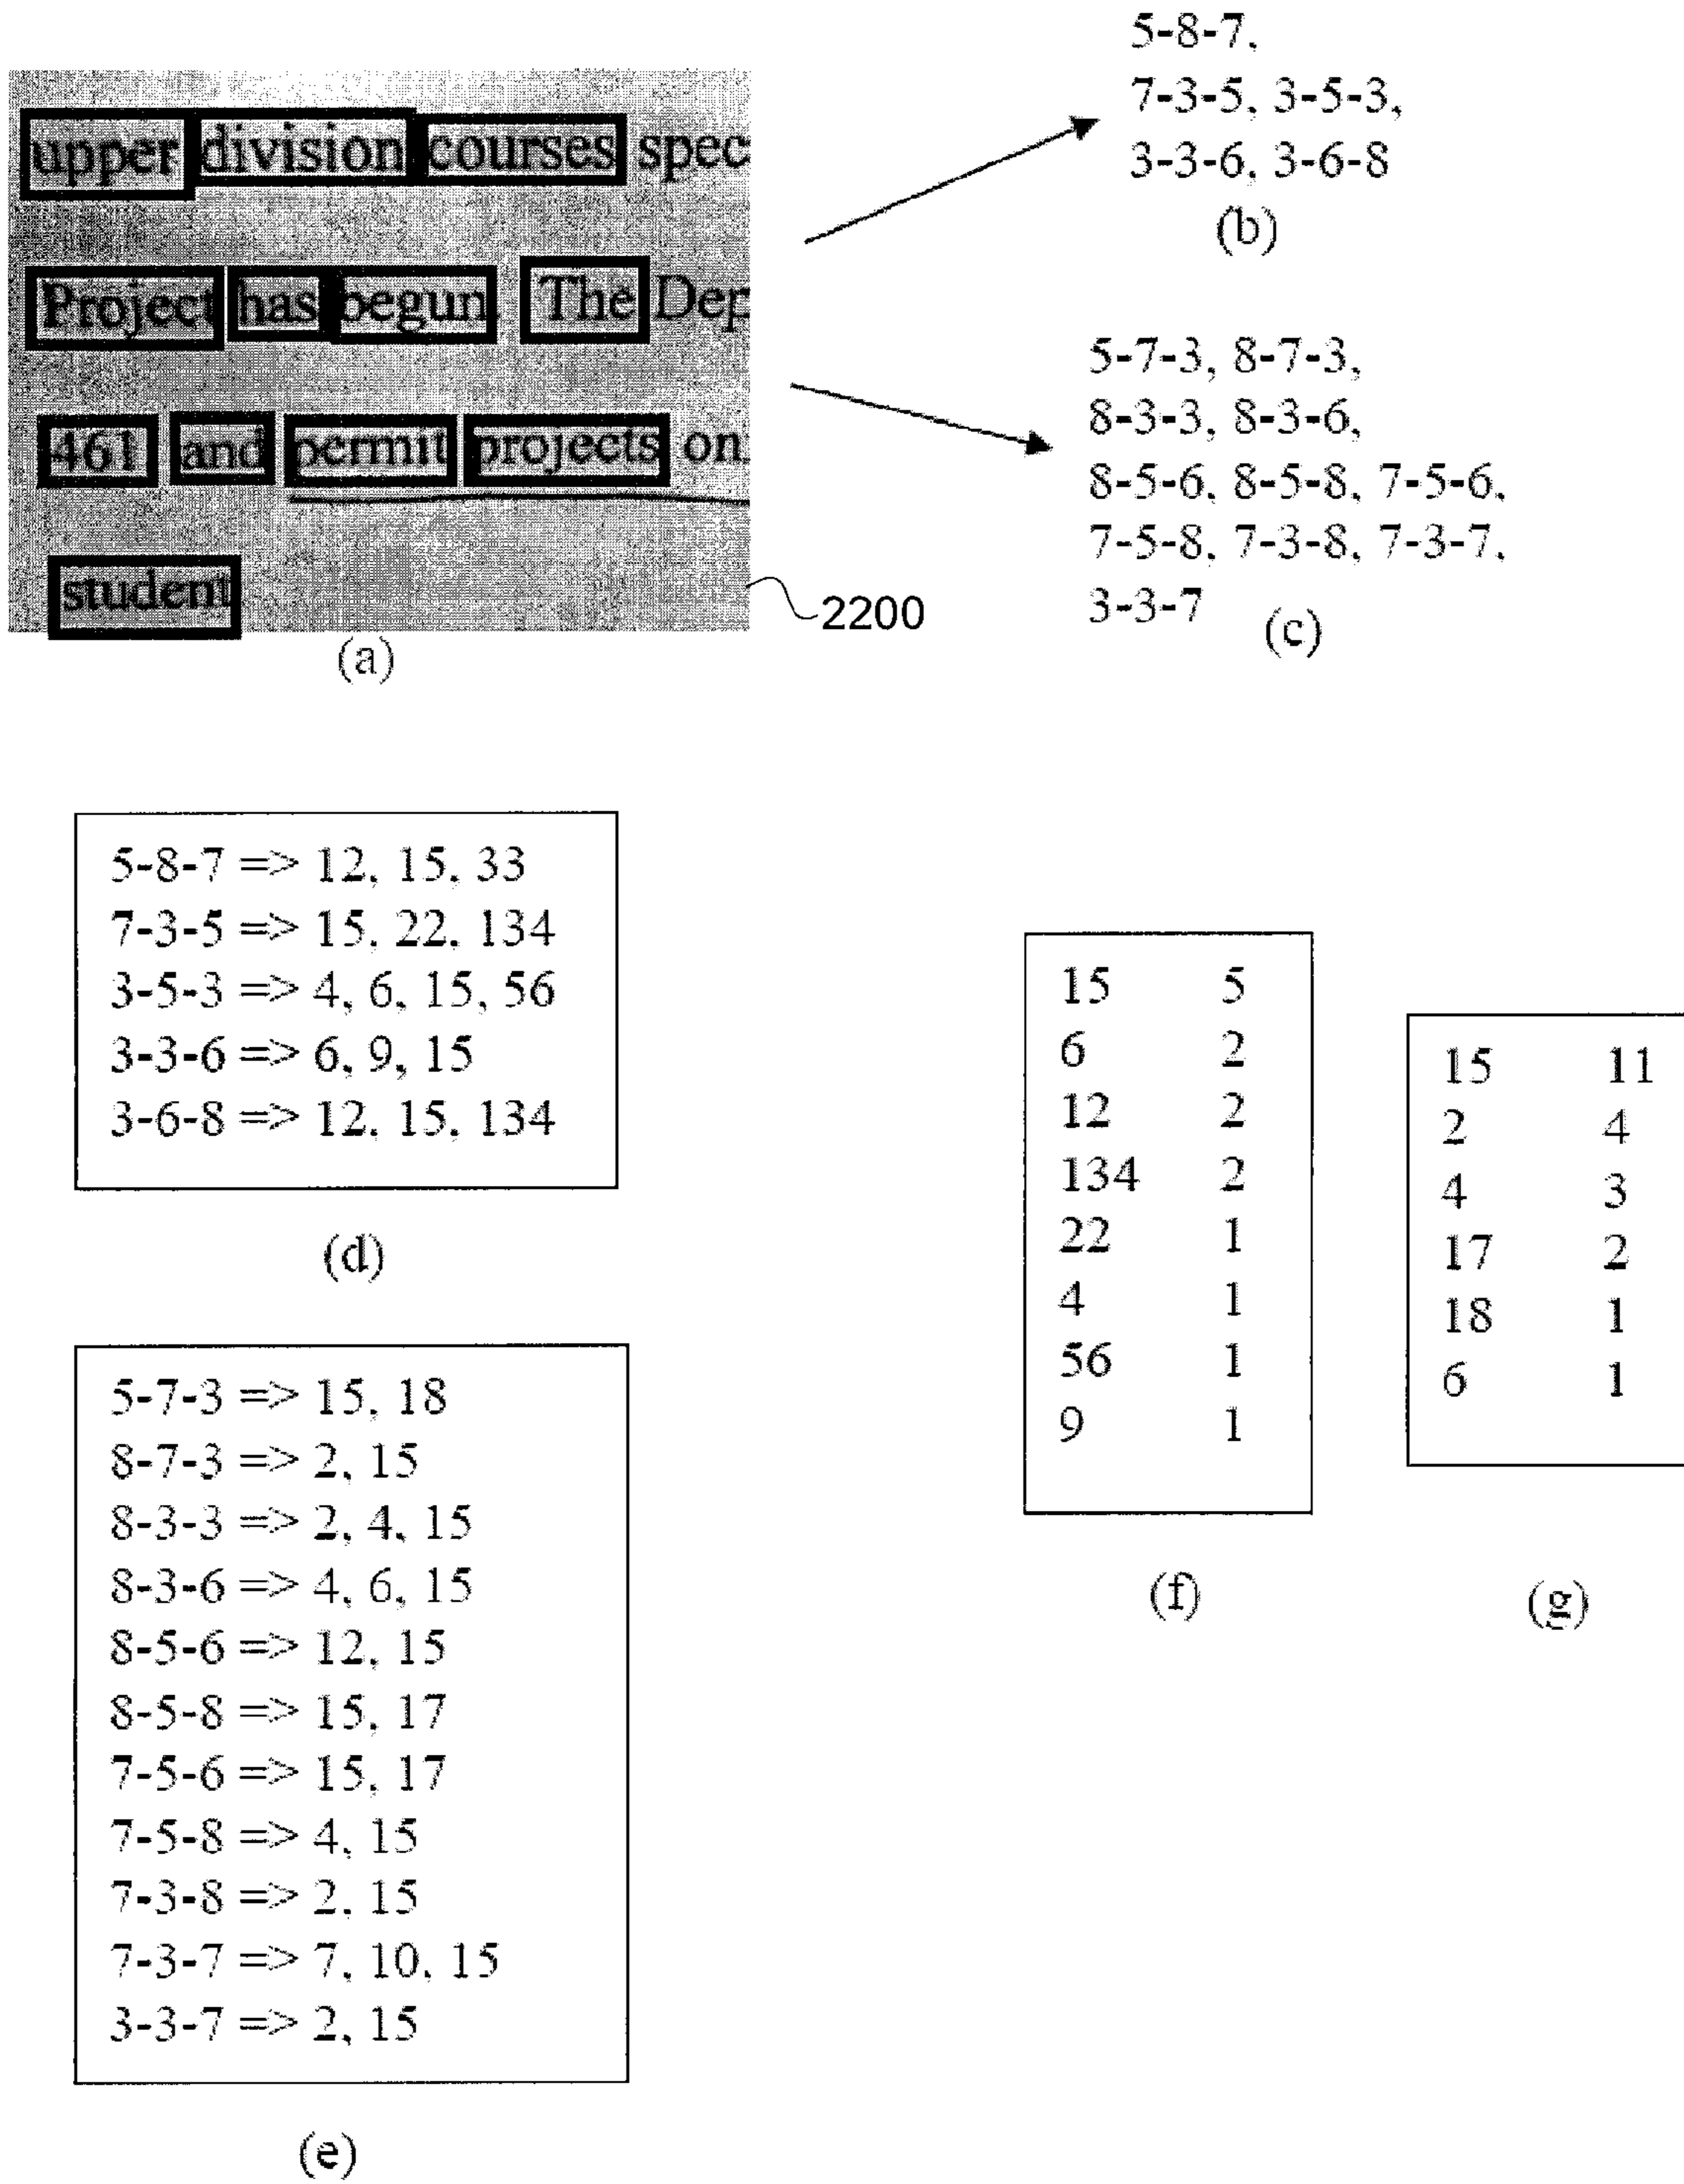 upper division courses spec
Project has begun. The Dep
461 and permit projects on
student
(a)
2200
5-8-7,
7-3-5, 3-5-3,
3-3-6, 3-6-8
(b)
5-7-3, 8-7-3,
8-3-3, 8-3-6,
8-5-6, 8-5-8, 7-5-6,
7-5-8, 7-3-8, 7-3-7,
3-3-7
(c)
5-8-7 => 12, 15, 33
7-3-5 => 15, 22, 134
3-5-3 => 4, 6, 15, 56
3-3-6 => 6, 9, 15
3-6-8 => 12, 15, 134
(d)
5-7-3 => 15, 18
8-7-3 => 2, 15
8-3-3 => 2, 4, 15
8-3-6 => 4, 6, 15
8-5-6 => 12, 15
8-5-8 => 15, 17
7-5-6 => 15, 17
7-5-8 => 4, 15
7-3-8 => 2, 15
7-3-7 => 7, 10, 15
3-3-7 => 2, 15
(e)
15 5
6 2
12 2
134 2
22 1
4 1
56 1
9 1
(f)
15 11
2 4
4 3
17 2
18 1
6 1
(g)